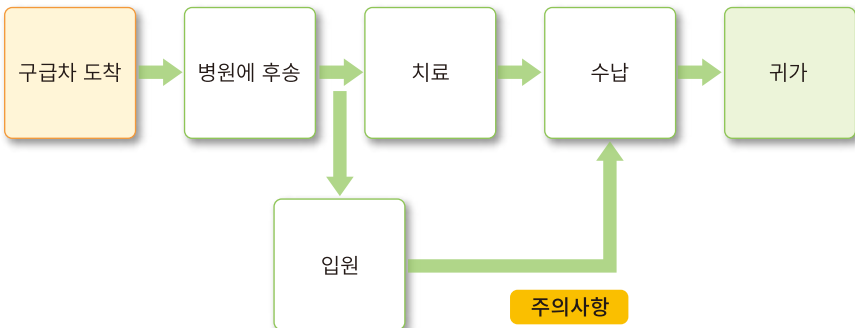 구급차 도착
병원에 후송
치료
수납
귀가
입원
주의사항